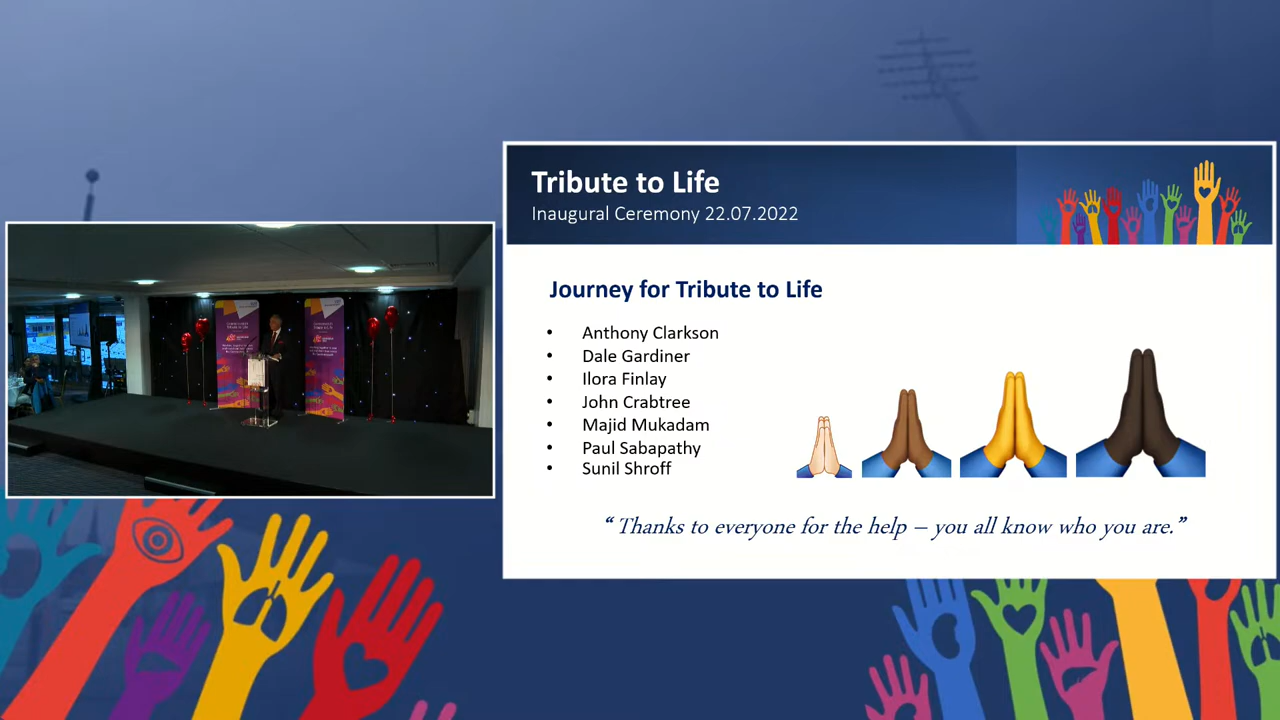 Tribute to Life
Inaugural Ceremony 22.07.2022
Journey for Tribute to Life
• Anthony Clarkson
• Dale Gardiner
• Ilora Finlay
• John Crabtree
• Majid Mukadam
• Paul Sabapathy
• Sunil Shroff
“ Thanks to everyone for the help – you all know who you are.”